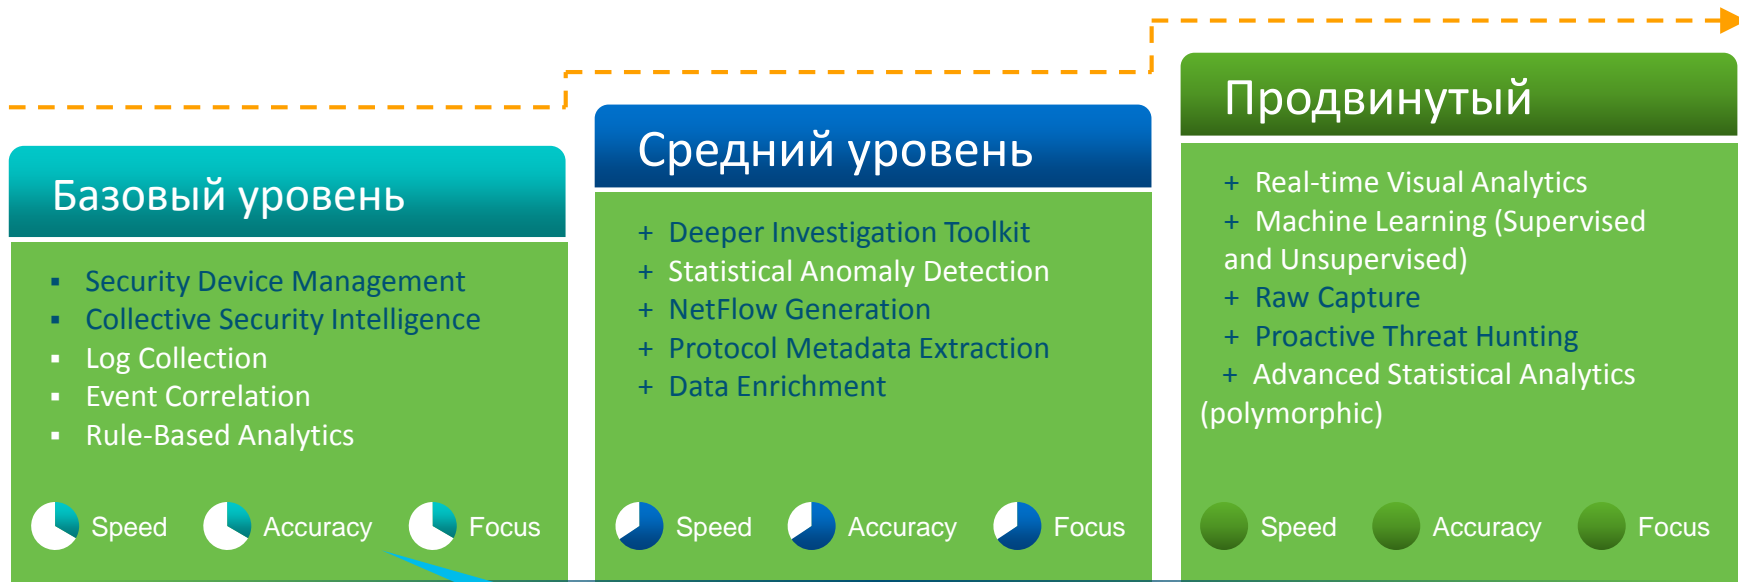 Базовый уровень
▪ Security Device Management
▪ Collective Security Intelligence
▪ Log Collection
▪ Event Correlation
▪ Rule-Based Analytics
Speed Accuracy Focus
Средний уровень
+ Deeper Investigation Toolkit
+ Statistical Anomaly Detection
+ NetFlow Generation
+ Protocol Metadata Extraction
+ Data Enrichment
Speed Accuracy Focus
Продвинутый
+ Real-time Visual Analytics
+ Machine Learning (Supervised
and Unsupervised)
+ Raw Capture
+ Proactive Threat Hunting
+ Advanced Statistical Analytics
(polymorphic)
Speed Accuracy Focus